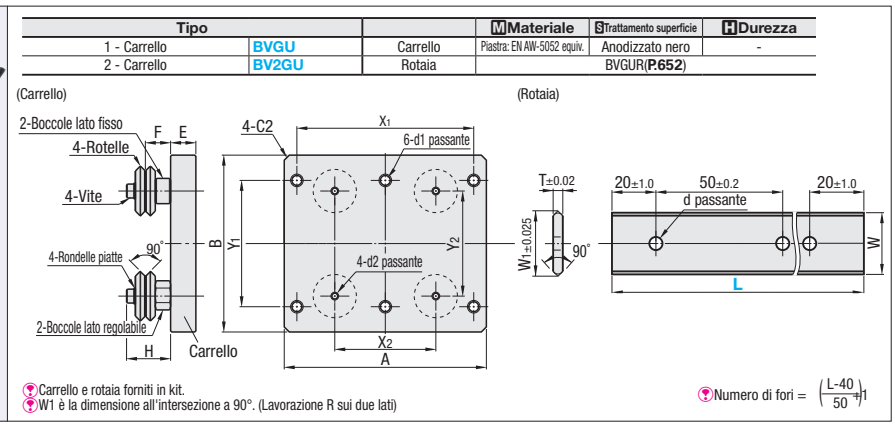 Tipo MMateriale STrattamento superficie HDurezza
1 - Carrello BVGU Carrello Piastra: EN AW-5052 equiv. Anodizzato nero -
2 - Carrello BV2GU Rotaia BVGUR(P.652)
(Carrello) (Rotaia)
2-Boccole lato fisso
F E
4-Rotelle
4-Vite
4-Rondelle piatte
90°
2-Boccole lato regolabile
H
Carrello
4-C2
X1
6-d1 passante
B
Y1
Y2
4-d2 passante
X2
A
T±0.02
W1±0.025
90°
20±1.0 50±0.2 20±1.0
d passante
W
L
Carrello e rotaia forniti in kit.
W1 è la dimensione all'intersezione a 90°. (Lavorazione R sui due lati)
Numero di fori = (L-40
50)+1